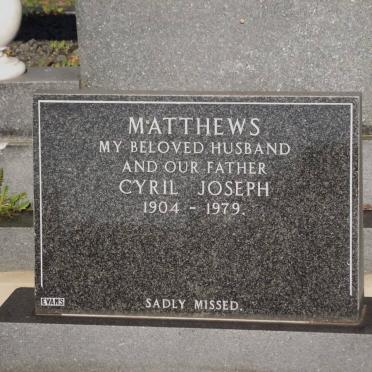 MATTHEWS
MY BELOVED HUSBAND
AND OUR FATHER
CYRIL JOSEPH
1904 - 1979.
SADLY MISSED.
EVANS